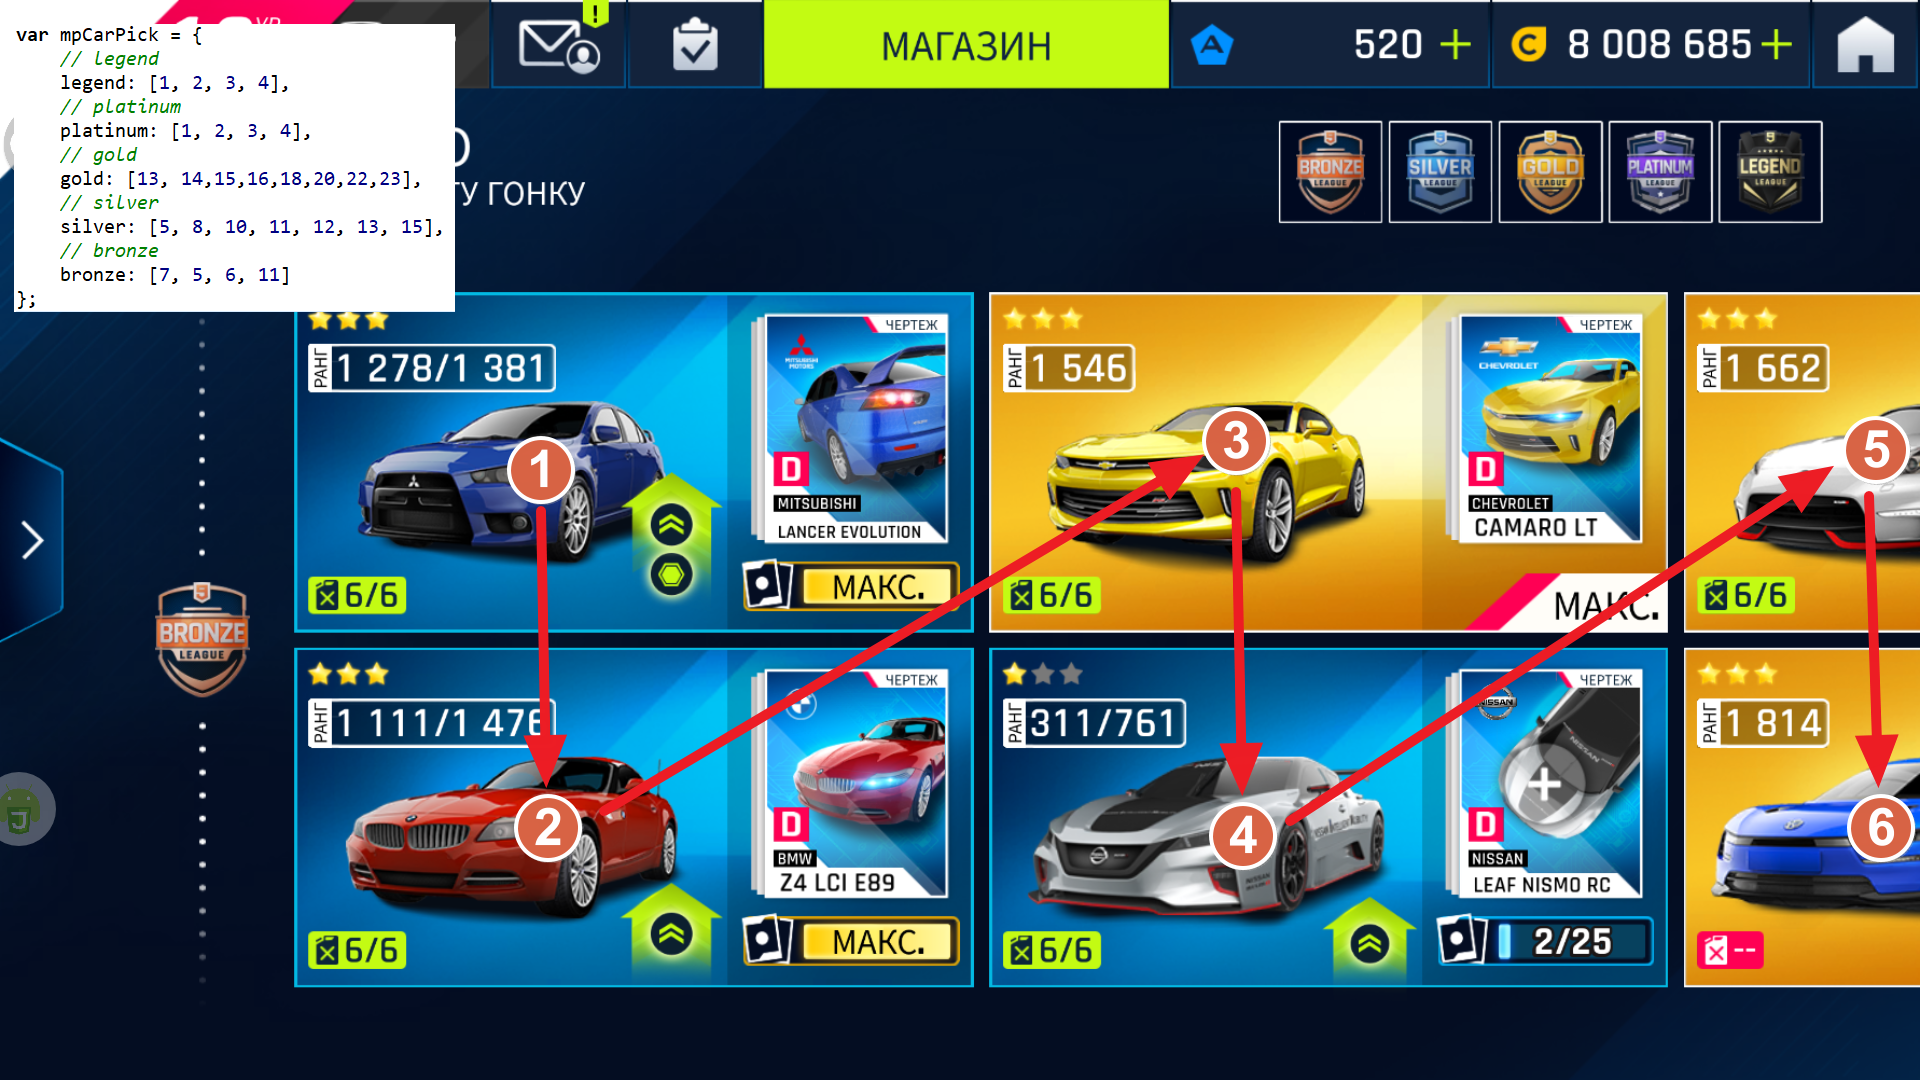 var mpCarPick = {
// legend
legend: [1, 2, 3, 4],
// platinum
platinum: [1, 2, 3, 4],
// gold
gold: [13, 14,15,16,18,20,22,23],
// silver
silver: [5, 8, 10, 11, 12, 13, 15],
// bronze
bronze: [7, 5, 6, 11]
};
!
МАГАЗИН
520 +
8 008 685 +
ТУ ГОНКУ
BRONZE LEAGUE
SILVER LEAGUE
GOLD LEAGUE
PLATINUM LEAGUE
LEGEND LEAGUE
BRONZE
LEAGUE
РАНГ 1 278/1 381
ЧЕРТЕЖ
MITSUBISHI MOTORS
1
D
MITSUBISHI
LANCER EVOLUTION
6/6
МАКС.
РАНГ 1 546
ЧЕРТЕЖ
CHEVROLET
3
D
CHEVROLET
CAMARO LT
6/6
МАКС.
РАНГ 1 662
5
6/6
РАНГ 1 111/1 476
ЧЕРТЕЖ
2
D
BMW
Z4 LCI E89
6/6
МАКС.
РАНГ 311/761
ЧЕРТЕЖ
NISSAN
4
D
NISSAN
LEAF NISMO RC
6/6
2/25
РАНГ 1 814
6
--